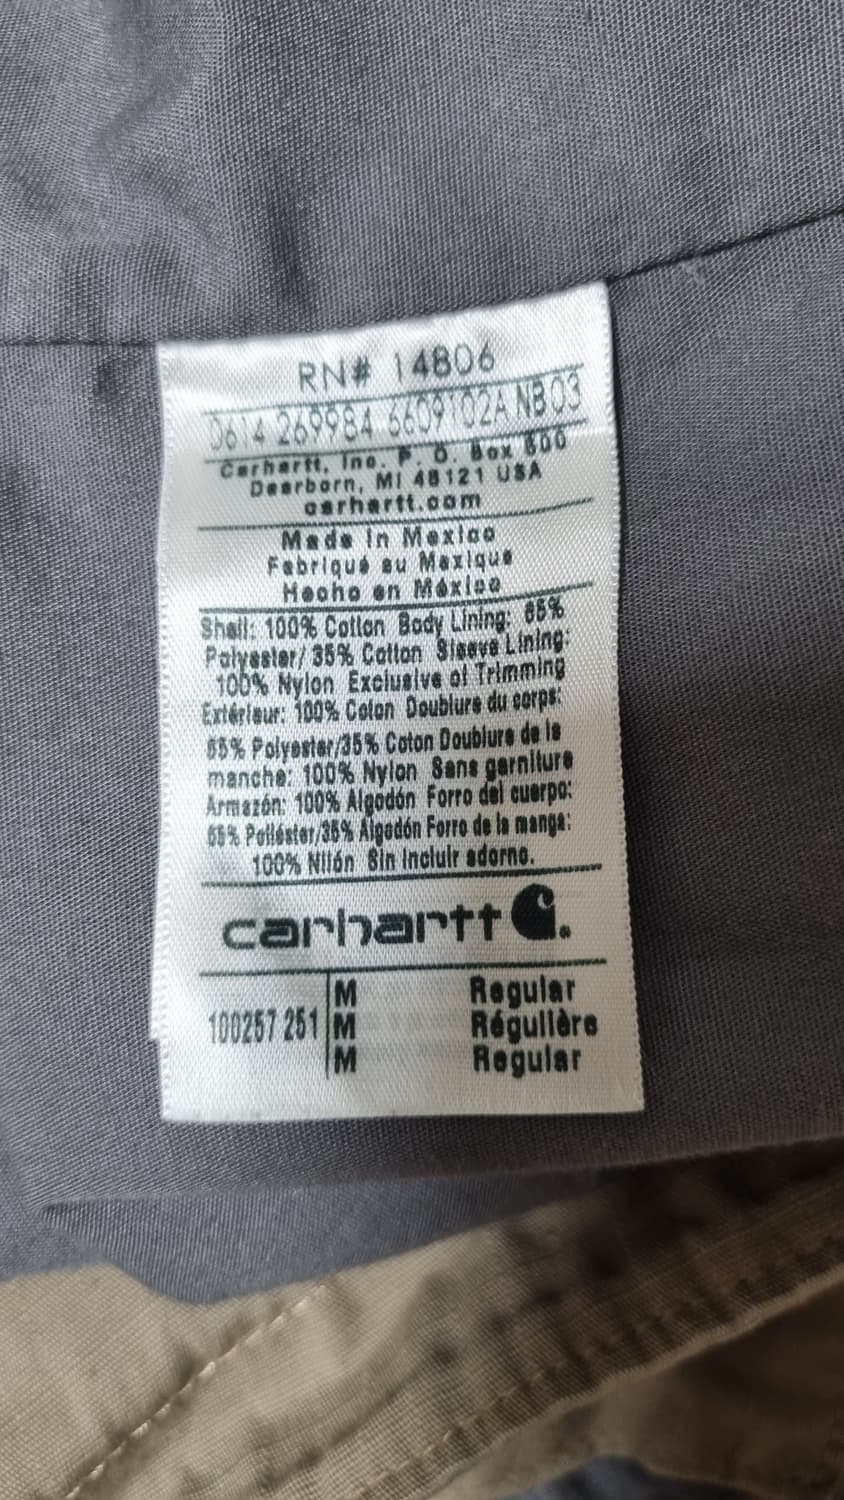 RN# 14806
0614 269984 6609102A NB03
Carhartt, Inc. P. O. Box 600
Dearborn, MI 48121 USA
carhartt.com
Made in Mexico
Fabriqué au Mexique
Hecho en México
Shell: 100% Cotton Body Lining: 65%
Polyester/ 35% Cotton Sleeve Lining:
100% Nylon Exclusive of Trimming
Extérieur: 100% Coton Doublure du corps:
65% Polyester/35% Coton Doublure de la
manche: 100% Nylon Sans garniture
Armazón: 100% Algodón Forro del cuerpo:
65% Poliéster/35% Algodón Forro de la manga:
100% Nilón Sin incluir adorno.
carhartt
M Regular
100257 251 M Régulière
M Regular